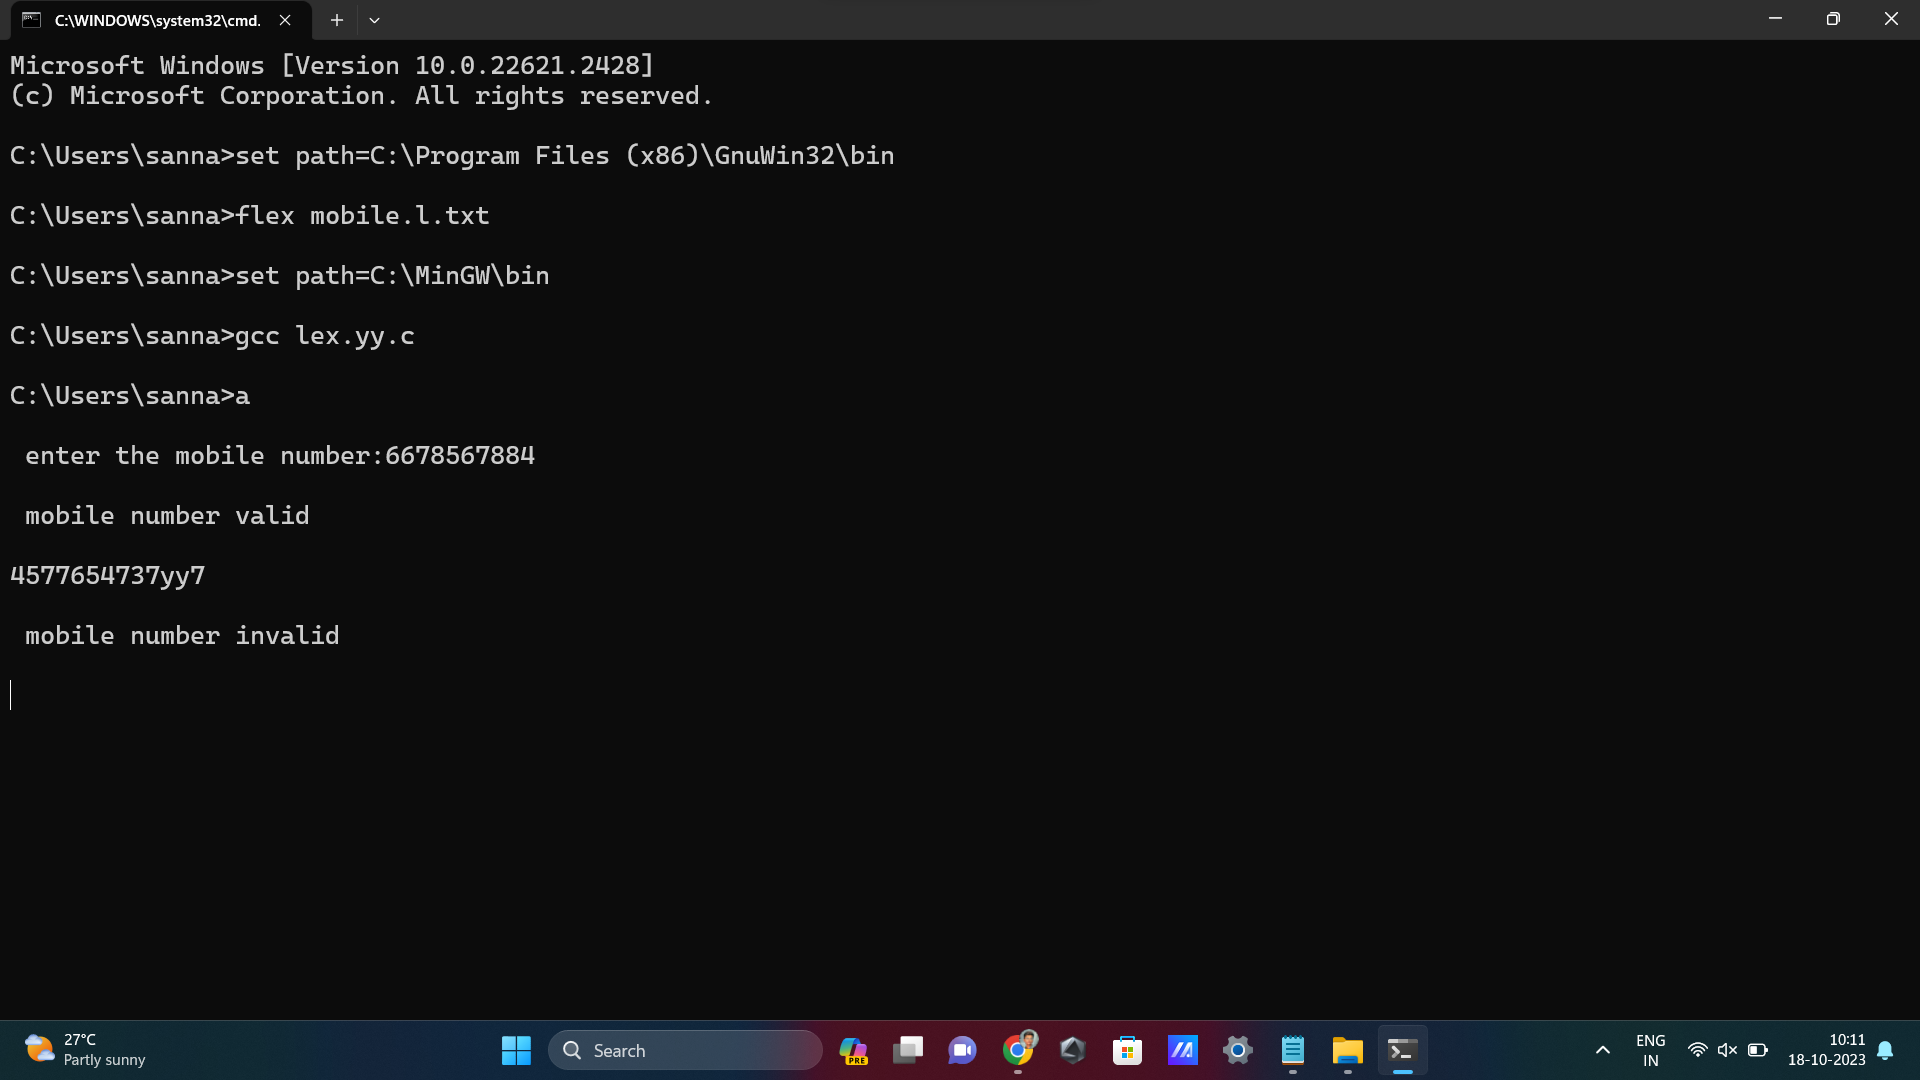 C:\WINDOWS\system32\cmd.
Microsoft Windows [Version 10.0.22621.2428]
(c) Microsoft Corporation. All rights reserved.
C:\Users\sanna>set path=C:\Program Files (x86)\GnuWin32\bin
C:\Users\sanna>flex mobile.l.txt
C:\Users\sanna>set path=C:\MinGW\bin
C:\Users\sanna>gcc lex.yy.c
C:\Users\sanna>a
enter the mobile number:6678567884
mobile number valid
4577654737yy7
mobile number invalid
27°C
Partly sunny
Search
PRE
ENG
IN
10:11
18-10-2023